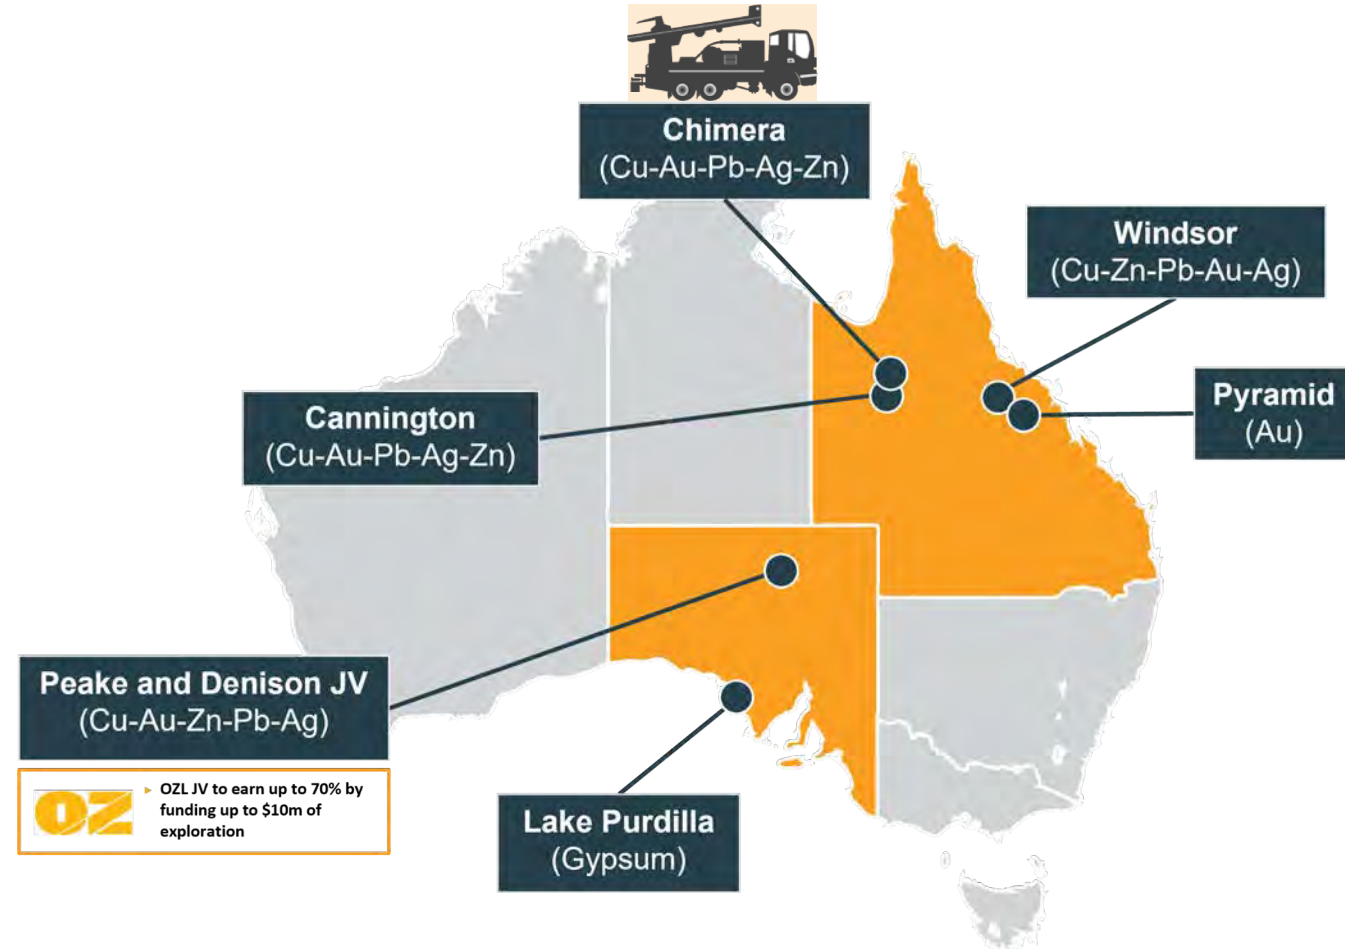 Chimera
(Cu-Au-Pb-Ag-Zn)
Windsor
(Cu-Zn-Pb-Au-Ag)
Pyramid
(Au)
Cannington
(Cu-Au-Pb-Ag-Zn)
Peake and Denison JV
(Cu-Au-Zn-Pb-Ag)
OZ
OZL JV to earn up to 70% by
funding up to $10m of
exploration
Lake Purdilla
(Gypsum)